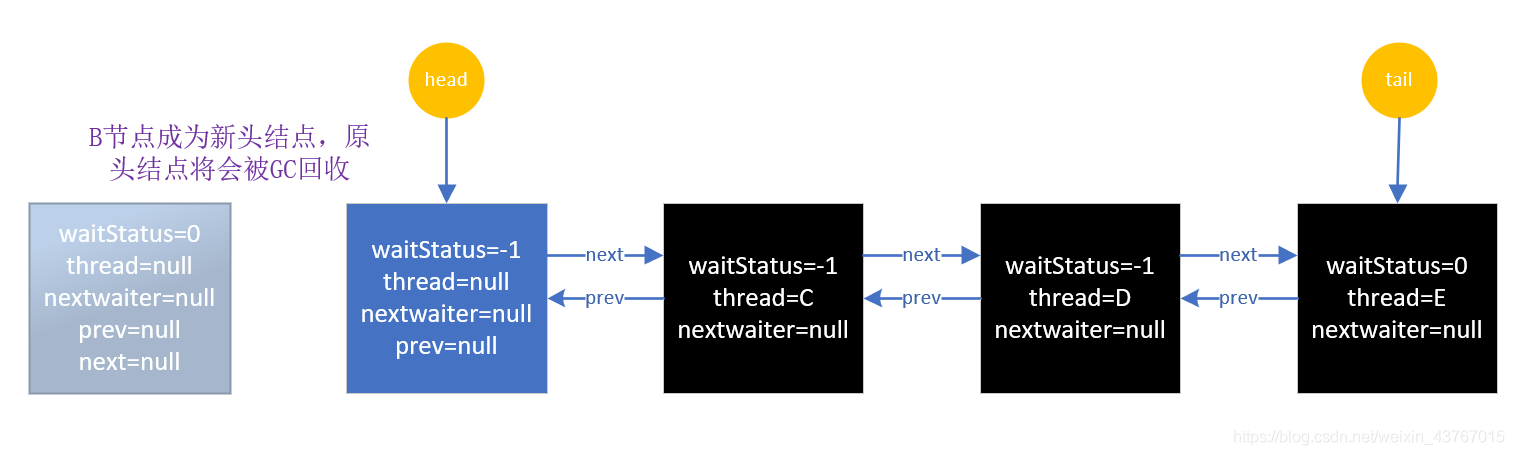 head
tail
B节点成为新头结点，原
头结点将会被GC回收
waitStatus=0
thread=null
nextwaiter=null
prev=null
next=null
waitStatus=-1
thread=null
nextwaiter=null
prev=null
next
prev
waitStatus=-1
thread=C
nextwaiter=null
next
prev
waitStatus=-1
thread=D
nextwaiter=null
next
prev
waitStatus=0
thread=E
nextwaiter=null
https://blog.csdn.net/weixin_43767015